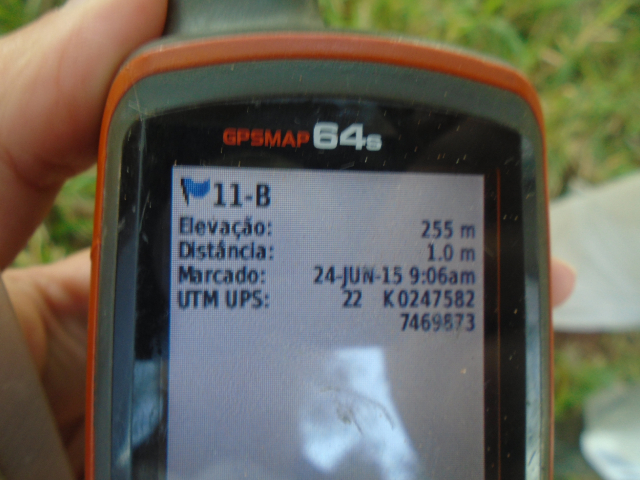 GPSMAP 64s
11-B
Elevação: 255 m
Distância: 1.0 m
Marcado: 24-JUN-15 9:06am
UTM UPS: 22 K 0247582
7469873